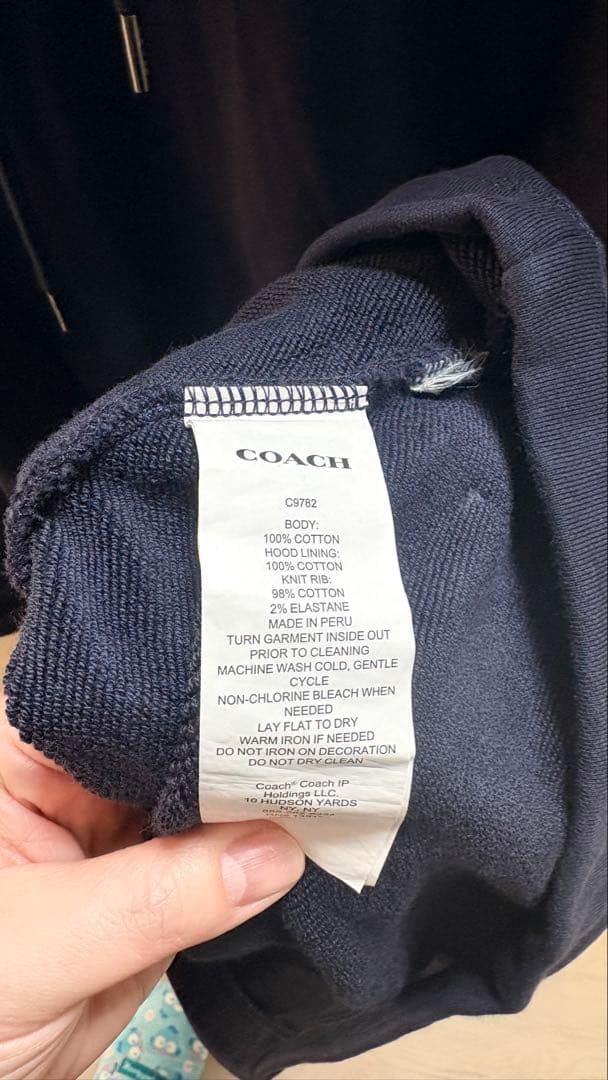 COACH
C9782
BODY:
100% COTTON
HOOD LINING:
100% COTTON
KNIT RIB:
98% COTTON
2% ELASTANE
MADE IN PERU
TURN GARMENT INSIDE OUT
PRIOR TO CLEANING
MACHINE WASH COLD, GENTLE
CYCLE
NON-CHLORINE BLEACH WHEN
NEEDED
LAY FLAT TO DRY
WARM IRON IF NEEDED
DO NOT IRON ON DECORATION
DO NOT DRY CLEAN
Coach® Coach IP
Holdings LLC.
10 HUDSON YARDS
NY, NY